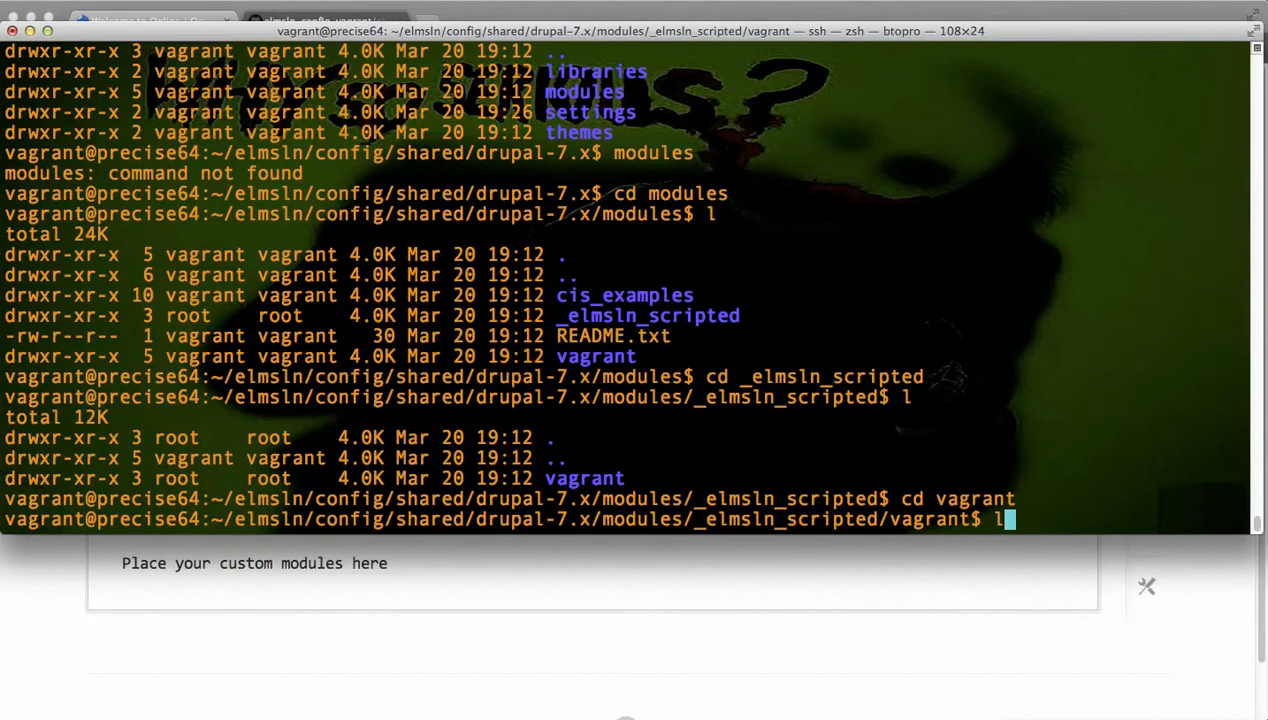 Welcome to Online
elmsln_config_vagrant
vagrant@precise64: ~/elmsln/config/shared/drupal-7.x/modules/_elmsln_scripted/vagrant — ssh — zsh — btopro — 108×24
drwxr-xr-x 3 vagrant vagrant 4.0K Mar 20 19:12 ..
drwxr-xr-x 2 vagrant vagrant 4.0K Mar 20 19:12 libraries
drwxr-xr-x 5 vagrant vagrant 4.0K Mar 20 19:12 modules
drwxr-xr-x 2 vagrant vagrant 4.0K Mar 20 19:26 settings
drwxr-xr-x 2 vagrant vagrant 4.0K Mar 20 19:12 themes
vagrant@precise64:~/elmsln/config/shared/drupal-7.x$ modules
modules: command not found
vagrant@precise64:~/elmsln/config/shared/drupal-7.x$ cd modules
vagrant@precise64:~/elmsln/config/shared/drupal-7.x/modules$ l
total 24K
drwxr-xr-x  5 vagrant vagrant 4.0K Mar 20 19:12 .
drwxr-xr-x  6 vagrant vagrant 4.0K Mar 20 19:12 ..
drwxr-xr-x 10 vagrant vagrant 4.0K Mar 20 19:12 cis_examples
drwxr-xr-x  3 root    root    4.0K Mar 20 19:12 _elmsln_scripted
-rw-r--r--  1 vagrant vagrant   30 Mar 20 19:12 README.txt
drwxr-xr-x  5 vagrant vagrant 4.0K Mar 20 19:12 vagrant
vagrant@precise64:~/elmsln/config/shared/drupal-7.x/modules$ cd _elmsln_scripted
vagrant@precise64:~/elmsln/config/shared/drupal-7.x/modules/_elmsln_scripted$ l
total 12K
drwxr-xr-x 3 root    root    4.0K Mar 20 19:12 .
drwxr-xr-x 5 vagrant vagrant 4.0K Mar 20 19:12 ..
drwxr-xr-x 3 root    root    4.0K Mar 20 19:12 vagrant
vagrant@precise64:~/elmsln/config/shared/drupal-7.x/modules/_elmsln_scripted$ cd vagrant
vagrant@precise64:~/elmsln/config/shared/drupal-7.x/modules/_elmsln_scripted/vagrant$ l
Place your custom modules here